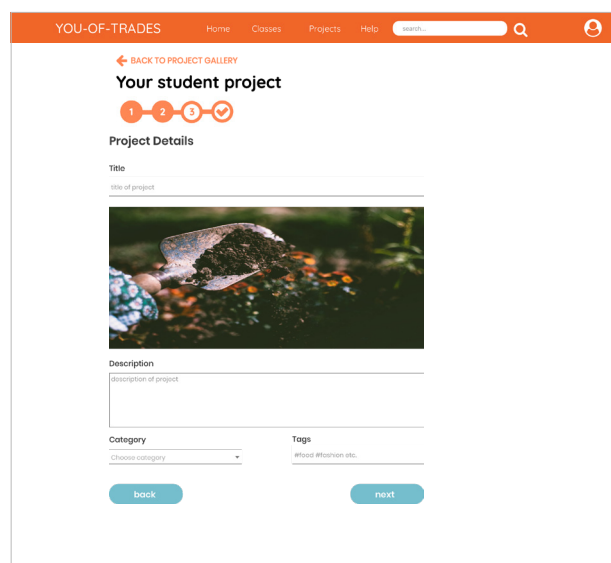 YOU-OF-TRADES Home Classes Projects Help search...
BACK TO PROJECT GALLERY
Your student project
1 2 3
Project Details
Title
title of project
Description
description of project
Category Tags
Choose category #food #fashion etc.
back next